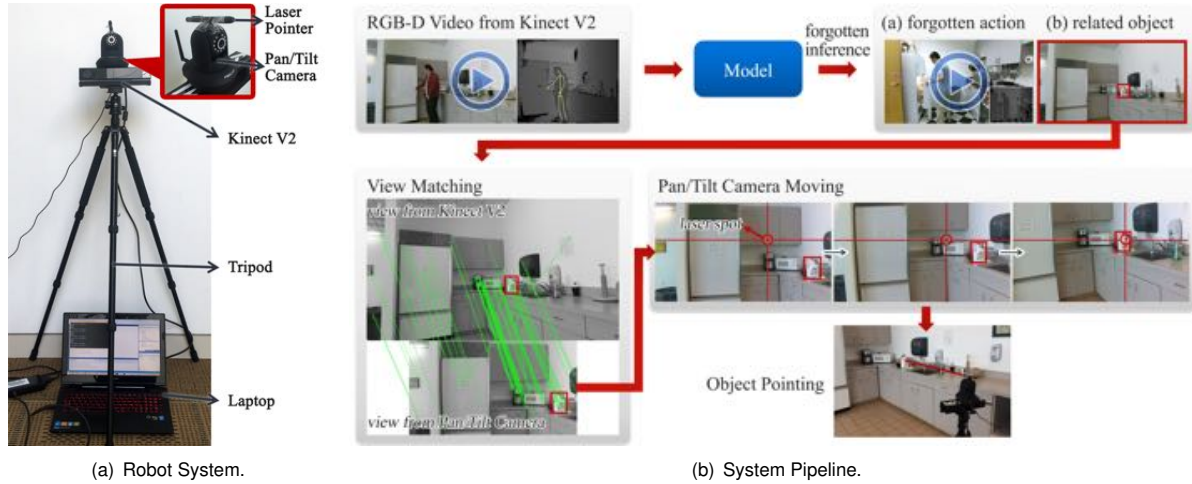 Laser
Pointer
Pan/Tilt
Camera
Kinect V2
Tripod
Laptop
(a) Robot System.
RGB-D Video from Kinect V2
Model
forgotten
inference
(a) forgotten action
(b) related object
View Matching
view from Kinect V2
view from Pan/Tilt Camera
Pan/Tilt Camera Moving
laser spot
Object Pointing
(b) System Pipeline.